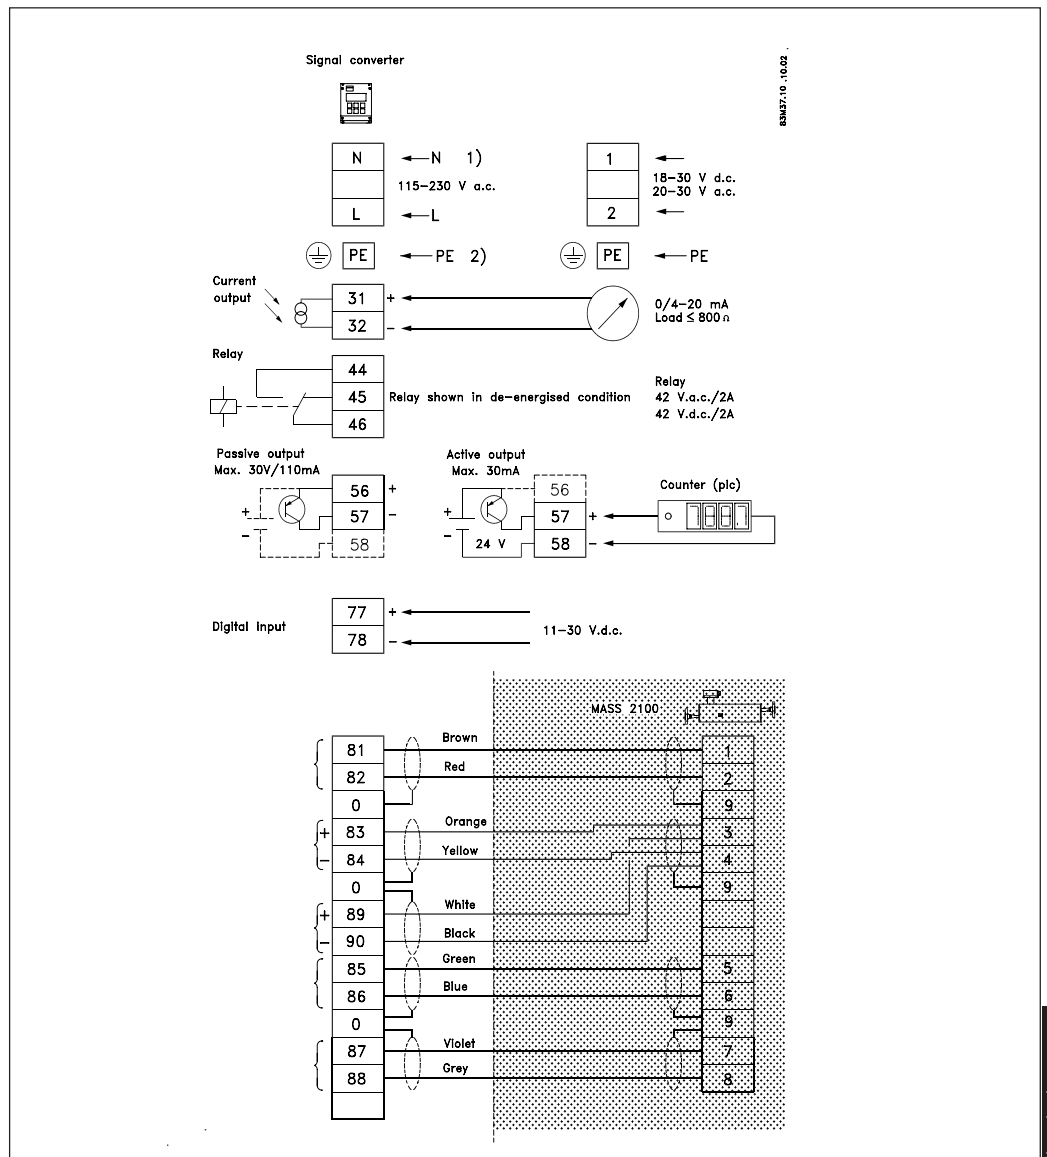 Signal converter
83M37.10 .10.02
N ← N 1)
115-230 V a.c.
L ← L
1 ←
18-30 V d.c.
20-30 V a.c.
2 ←
PE ← PE 2)
PE ← PE
Current
output
31 +
32 -
0/4-20 mA
Load ≤ 800Ω
Relay
44
45
46
Relay shown in de-energised condition
Relay
42 V.a.c./2A
42 V.d.c./2A
Passive output
Max. 30V/110mA
+
-
56 +
57 -
58
Active output
Max. 30mA
+
-
24 V
56
57 +
58 -
Counter (plc)
Digital input
77 +
78 -
11-30 V.d.c.
MASS 2100
81 Brown 1
82 Red 2
0 9
+ 83 Orange 3
- 84 Yellow 4
0 9
+ 89 White
- 90 Black
85 Green 5
86 Blue 6
0 9
87 Violet 7
88 Grey 8